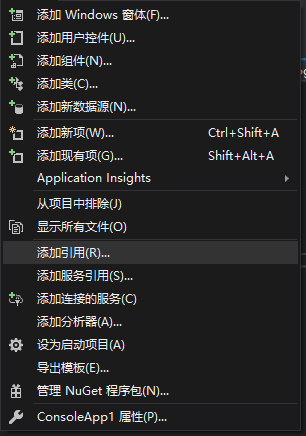 添加 Windows 窗体(F)...
添加用户控件(U)...
添加组件(N)...
添加类(C)...
添加新数据源(N)...
添加新项(W)... Ctrl+Shift+A
添加现有项(G)... Shift+Alt+A
Application Insights
从项目中排除(J)
显示所有文件(O)
添加引用(R)...
添加服务引用(S)...
添加连接的服务(C)
添加分析器(A)...
设为启动项目(A)
导出模板(E)...
管理 NuGet 程序包(N)...
ConsoleApp1 属性(P)...